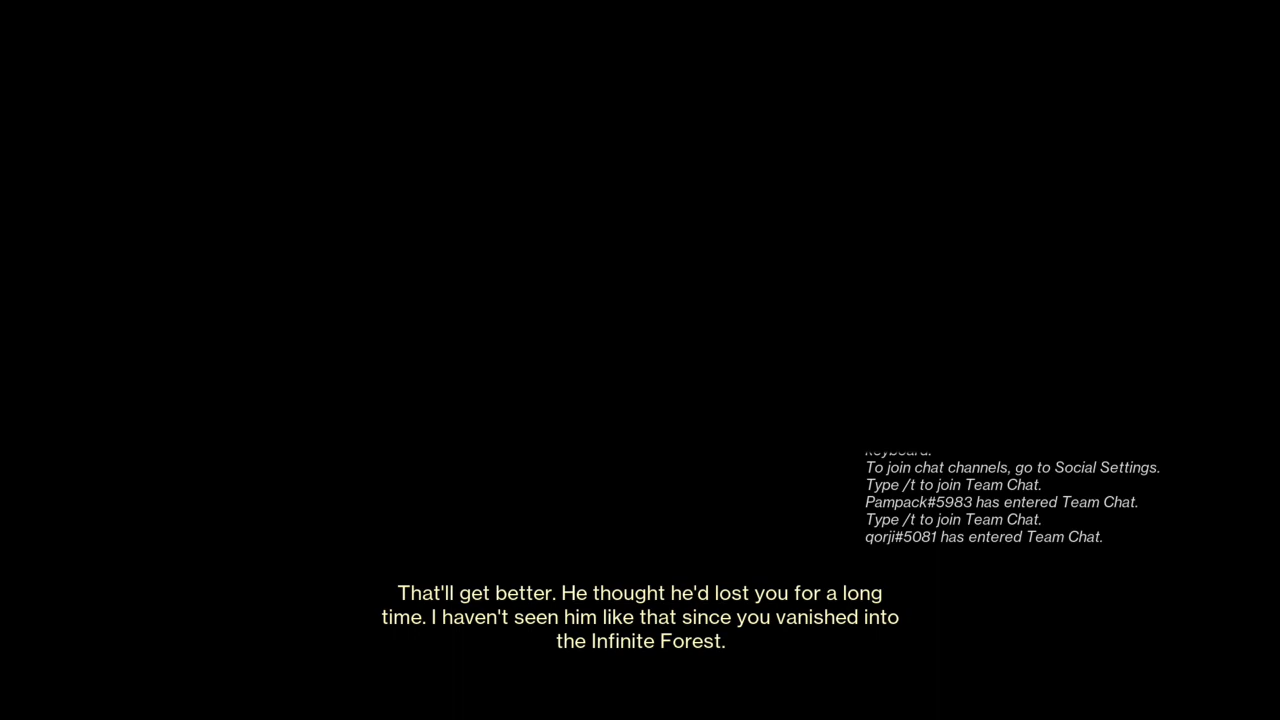 keyboard.
To join chat channels, go to Social Settings.
Type /t to join Team Chat.
Pampack#5983 has entered Team Chat.
Type /t to join Team Chat.
qorji#5081 has entered Team Chat.
That'll get better. He thought he'd lost you for a long
time. I haven't seen him like that since you vanished into
the Infinite Forest.